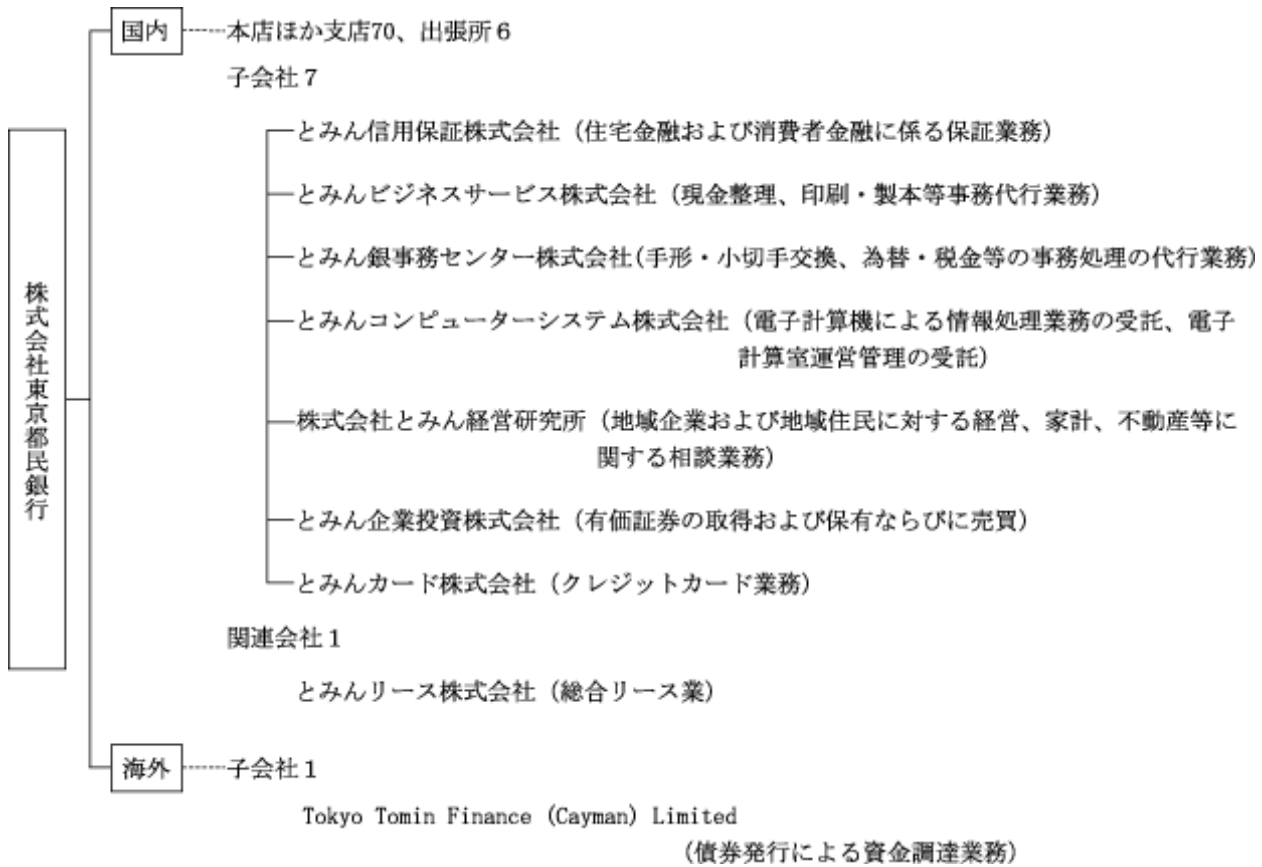 国内
本店ほか支店70、出張所６
子会社７
とみん信用保証株式会社（住宅金融および消費者金融に係る保証業務）
とみんビジネスサービス株式会社（現金整理、印刷・製本等事務代行業務）
とみん銀事務センター株式会社(手形・小切手交換、為替・税金等の事務処理の代行業務)
とみんコンピューターシステム株式会社（電子計算機による情報処理業務の受託、電子
計算室運営管理の受託）
株式会社とみん経営研究所（地域企業および地域住民に対する経営、家計、不動産等に
関する相談業務）
とみん企業投資株式会社（有価証券の取得および保有ならびに売買）
とみんカード株式会社（クレジットカード業務）
関連会社１
とみんリース株式会社（総合リース業）
株式会社東京都民銀行
海外
子会社１
Tokyo Tomin Finance (Cayman) Limited
（債券発行による資金調達業務）